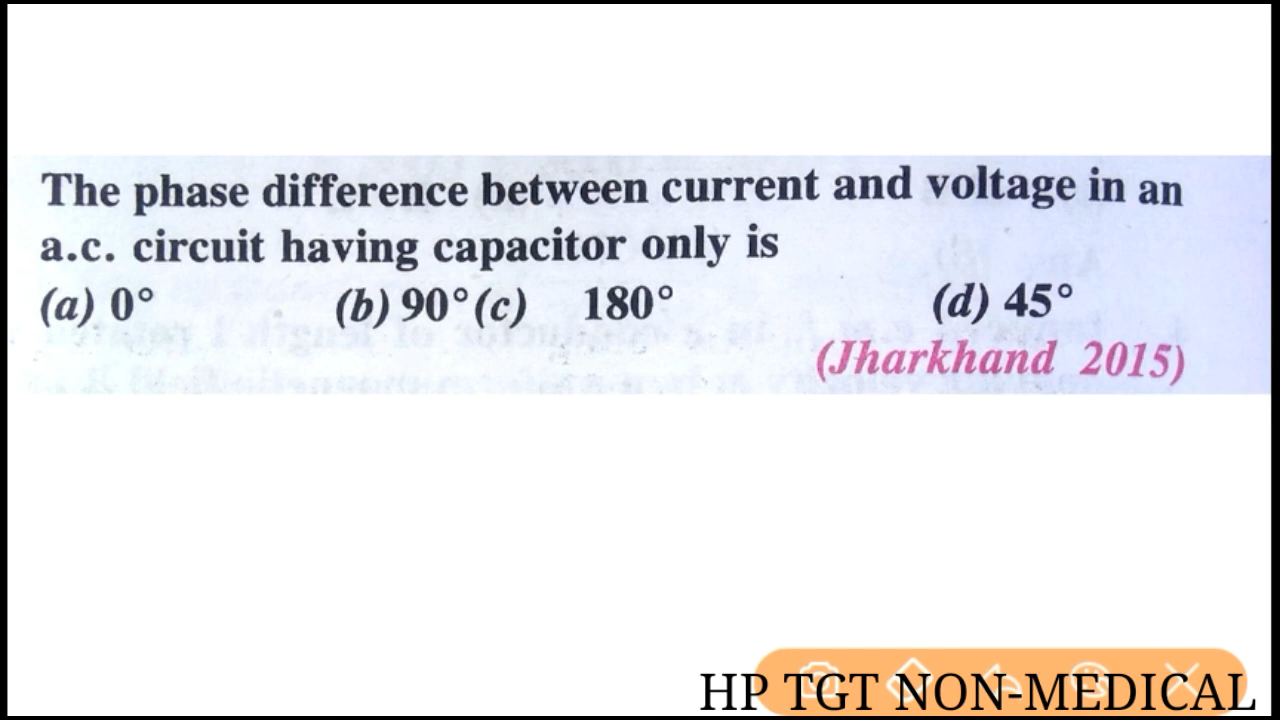 The phase difference between current and voltage in an
a.c. circuit having capacitor only is
(a) 0° (b) 90° (c) 180° (d) 45°
(Jharkhand 2015)
HP TGT NON-MEDICAL